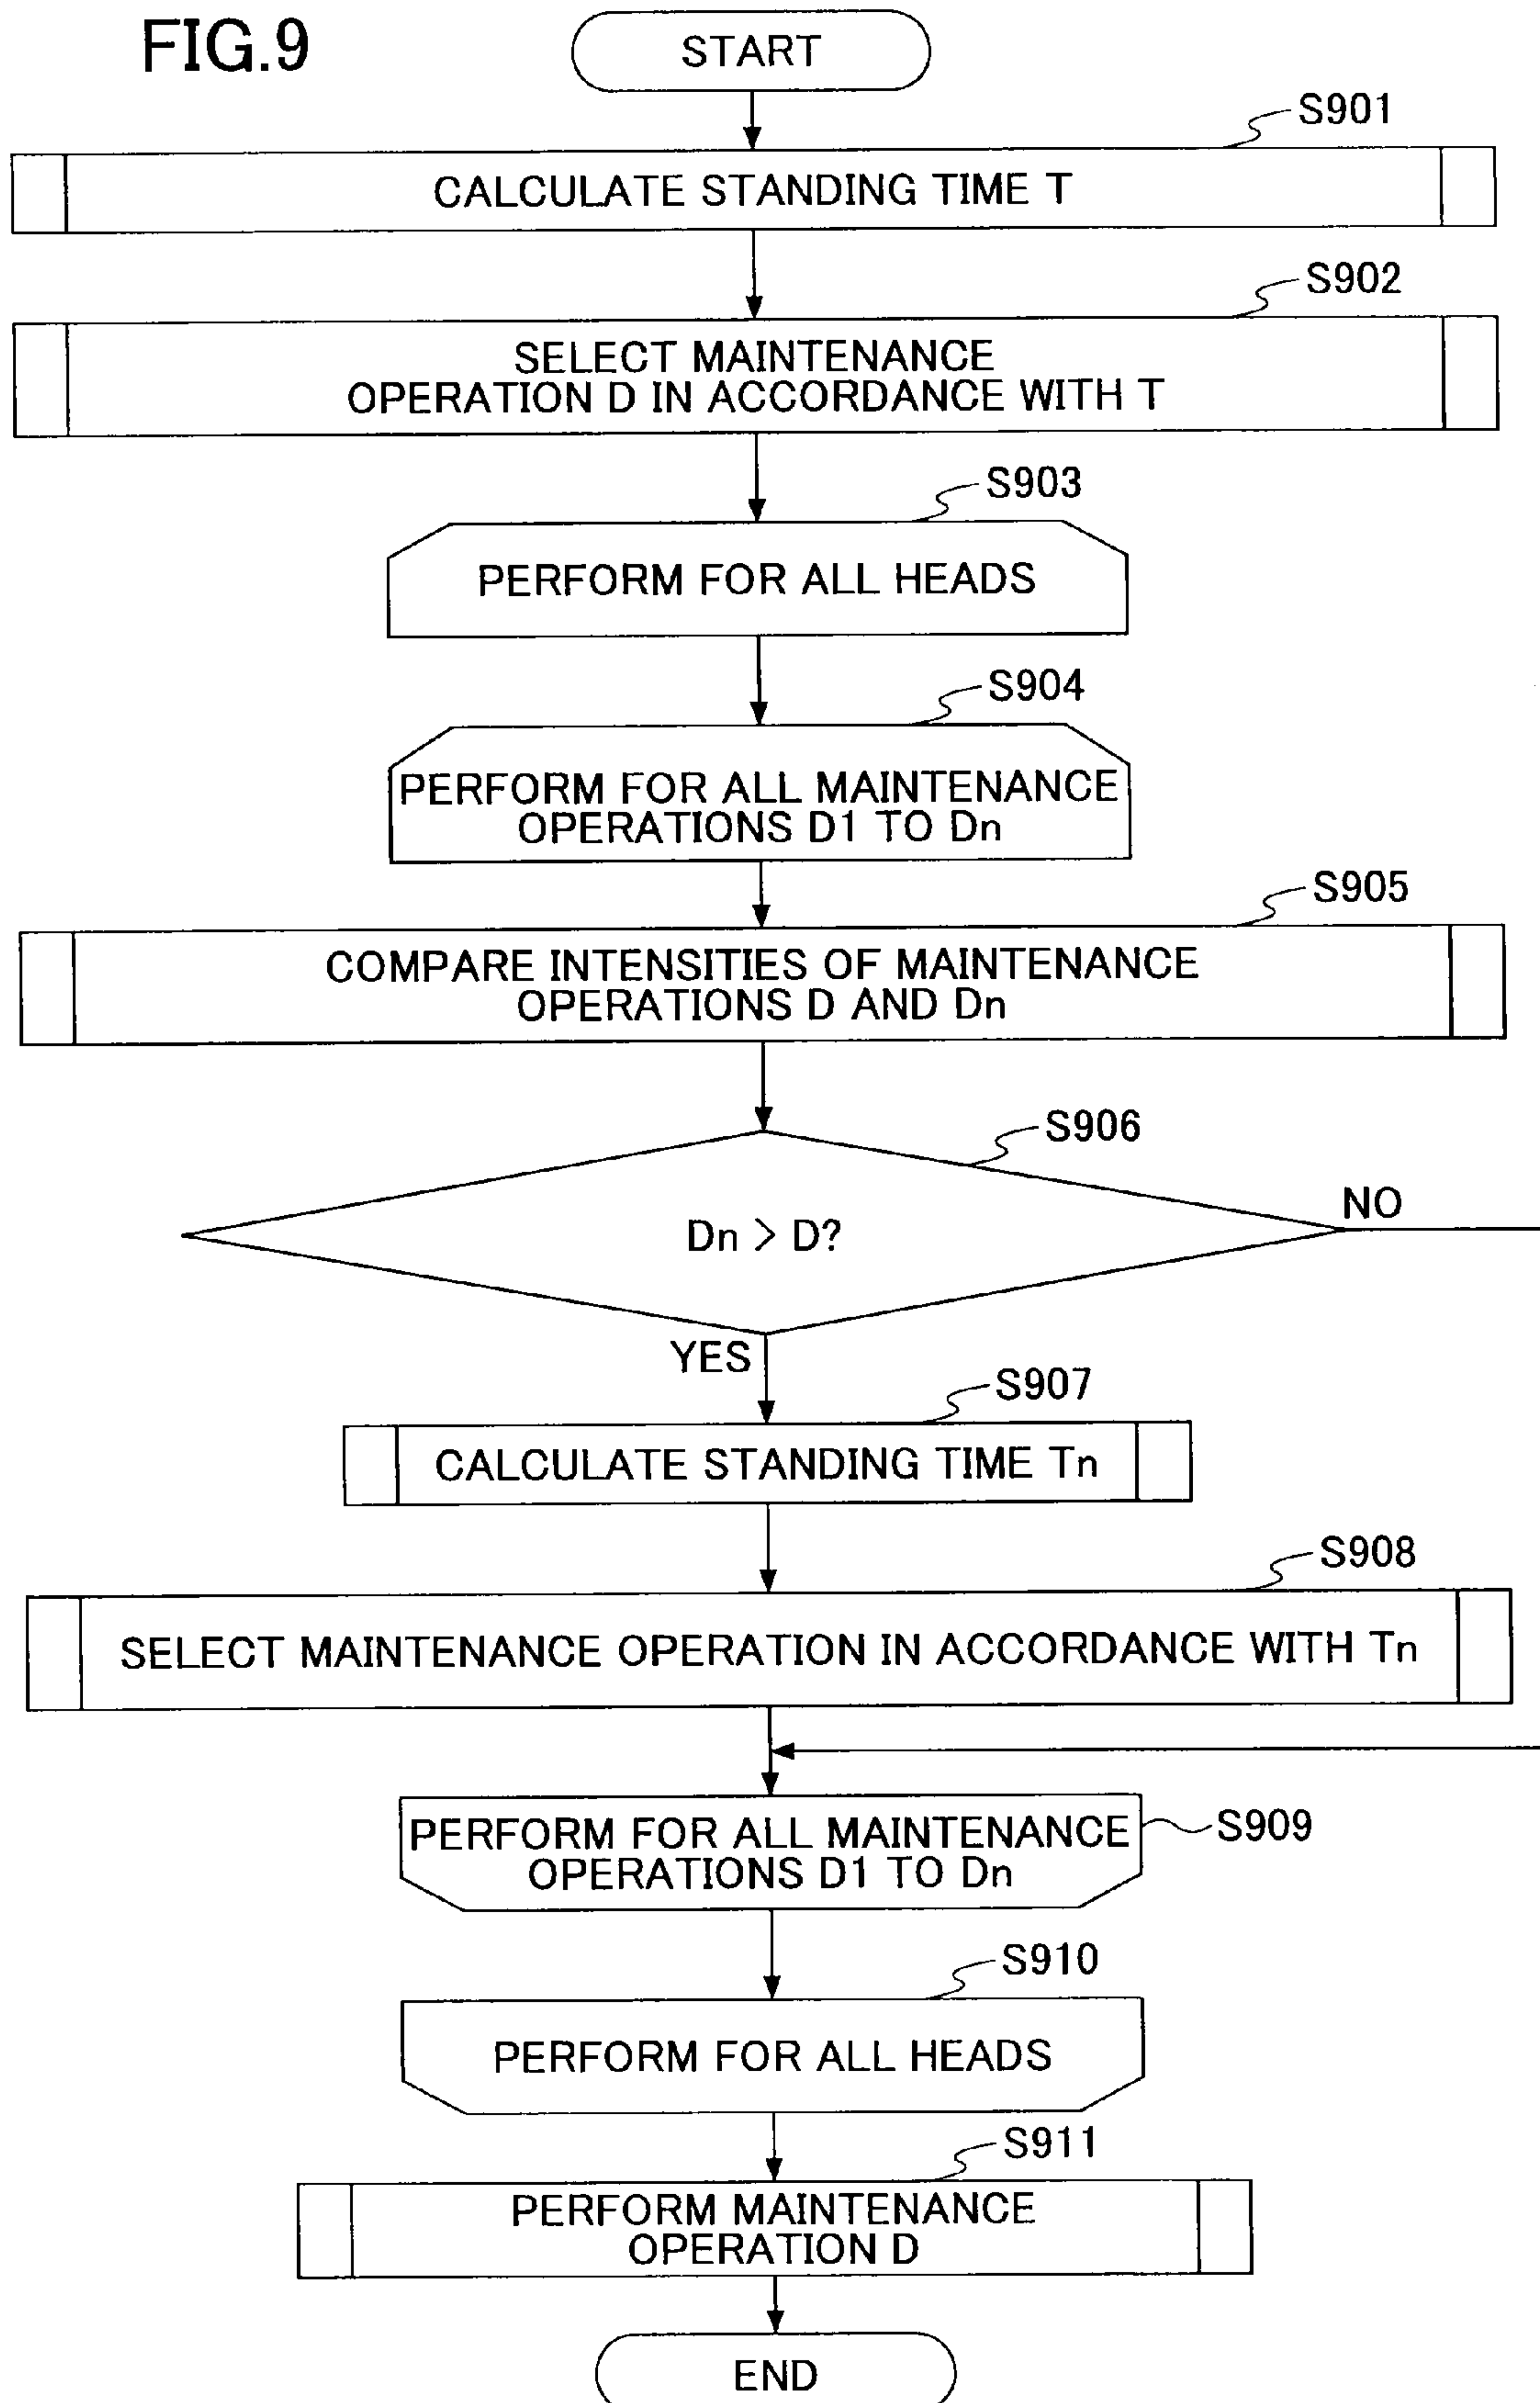 FIG.9
START
S901
CALCULATE STANDING TIME T
S902
SELECT MAINTENANCE
OPERATION D IN ACCORDANCE WITH T
S903
PERFORM FOR ALL HEADS
S904
PERFORM FOR ALL MAINTENANCE
OPERATIONS D1 TO Dn
S905
COMPARE INTENSITIES OF MAINTENANCE
OPERATIONS D AND Dn
S906
Dn > D?
NO
YES
S907
CALCULATE STANDING TIME Tn
S908
SELECT MAINTENANCE OPERATION IN ACCORDANCE WITH Tn
PERFORM FOR ALL MAINTENANCE
OPERATIONS D1 TO Dn
S909
S910
PERFORM FOR ALL HEADS
S911
PERFORM MAINTENANCE
OPERATION D
END